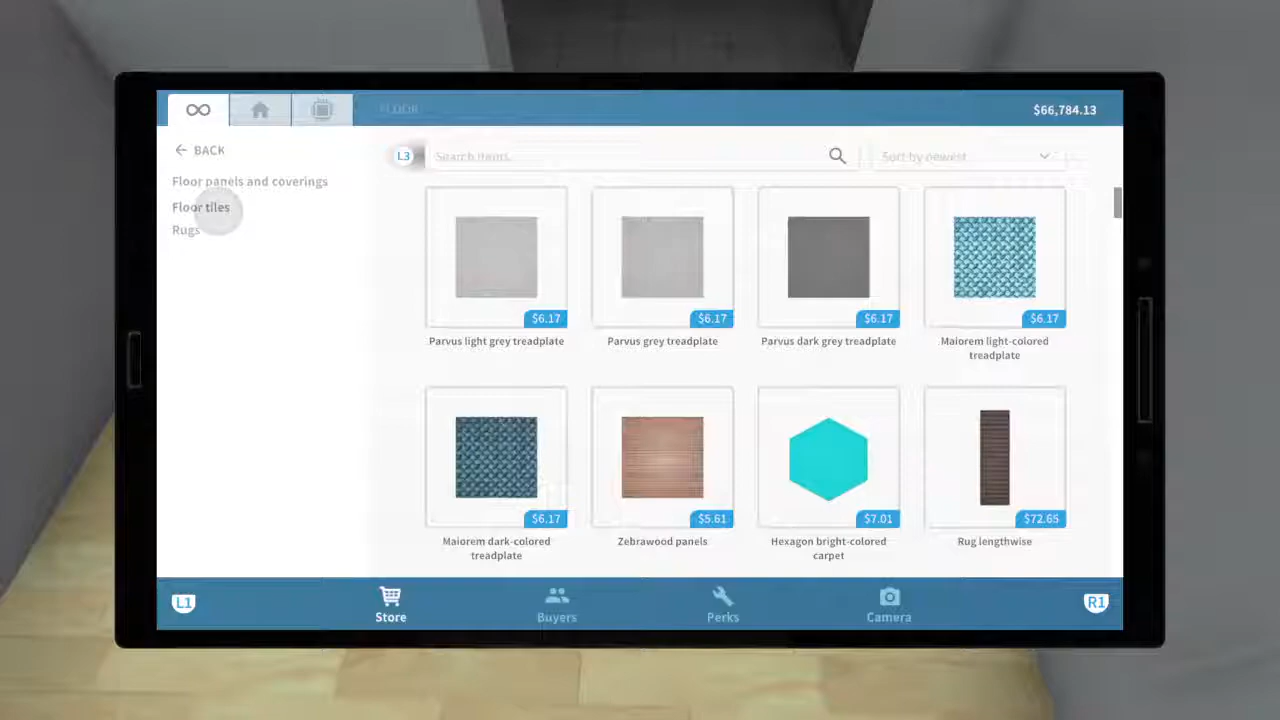 FLOOR
$66,784.13
BACK
L3
Search items...
Sort by newest
Floor panels and coverings
Floor tiles
Rugs
$6.17
$6.17
$6.17
$6.17
Parvus light grey treadplate
Parvus grey treadplate
Parvus dark grey treadplate
Maiorem light-colored
treadplate
$6.17
$5.61
$7.01
$72.65
Maiorem dark-colored
treadplate
Zebrawood panels
Hexagon bright-colored
carpet
Rug lengthwise
L1
Store
Buyers
Perks
Camera
R1